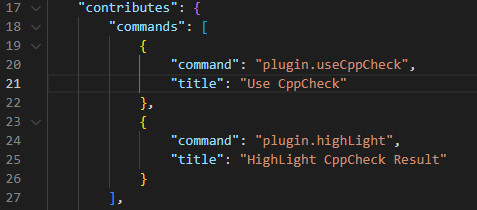 17 "contributes": {
18 "commands": [
19 {
20 "command": "plugin.useCppCheck",
21 "title": "Use CppCheck"
22 },
23 {
24 "command": "plugin.highLight",
25 "title": "HighLight CppCheck Result"
26 }
27 ],